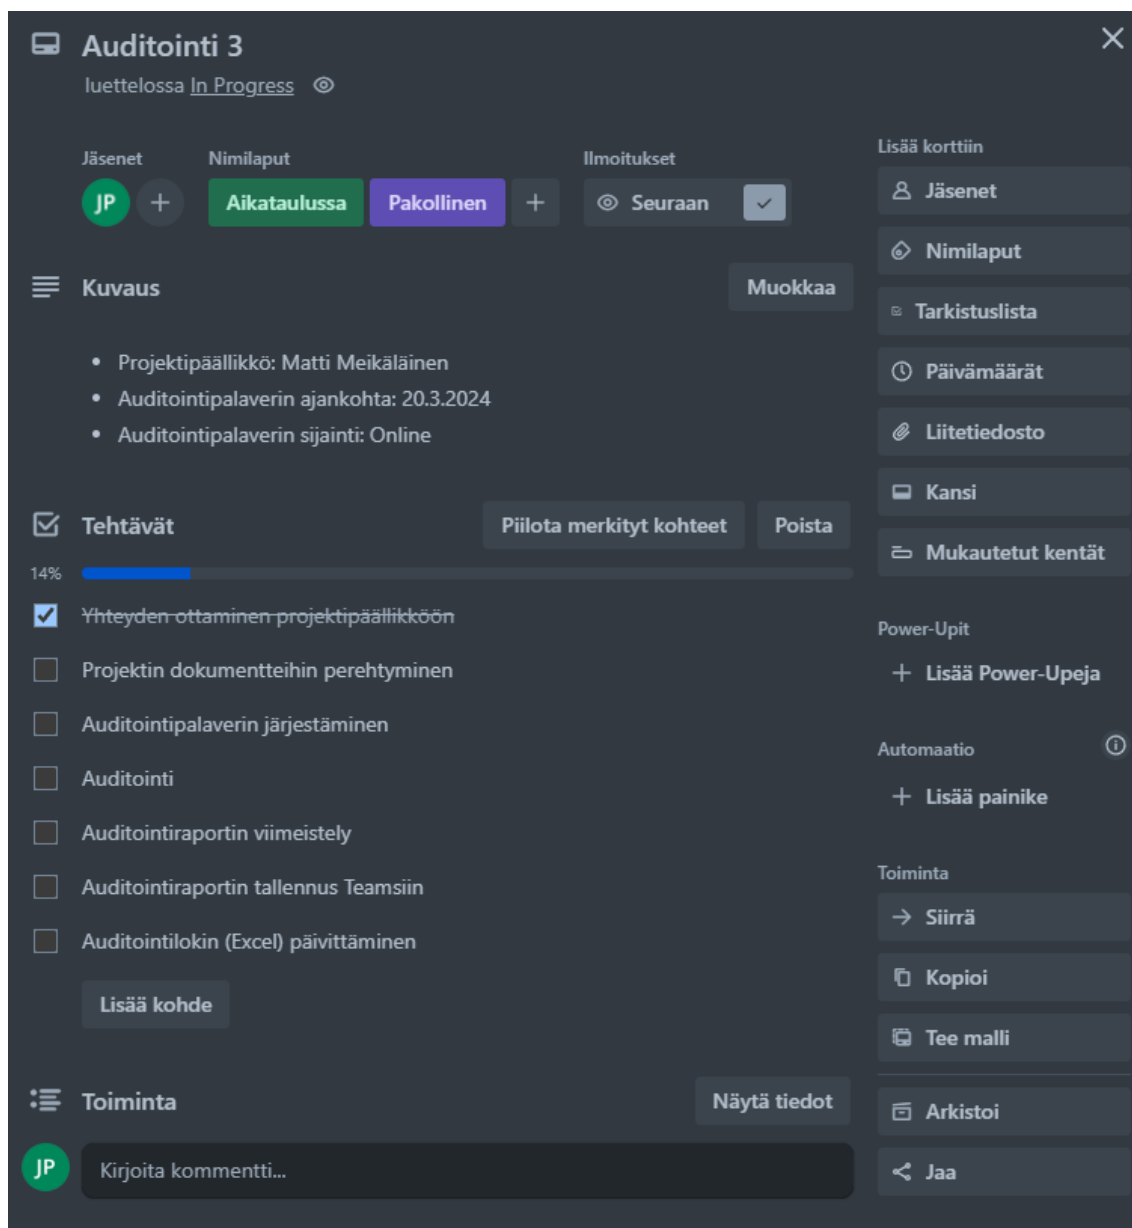 Auditointi 3
luettelossa In Progress
Jäsenet
Nimilaput
Ilmoitukset
JP
Aikataulussa
Pakollinen
Seuraan
Kuvaus
Muokkaa
Projektipäällikkö: Matti Meikäläinen
Auditointipalaverin ajankohta: 20.3.2024
Auditointipalaverin sijainti: Online
Tehtävät
Piilota merkityt kohteet
Poista
14%
Yhteyden ottaminen projektipäällikköön
Projektin dokumentteihin perehtyminen
Auditointipalaverin järjestäminen
Auditointi
Auditointiraportin viimeistely
Auditointiraportin tallennus Teamsiin
Auditointilokin (Excel) päivittäminen
Lisää kohde
Toiminta
Näytä tiedot
JP
Kirjoita kommentti...
Lisää korttiin
Jäsenet
Nimilaput
Tarkistuslista
Päivämäärät
Liitetiedosto
Kansi
Mukautetut kentät
Power-Upit
Lisää Power-Upeja
Automaatio
Lisää painike
Toiminta
Siirrä
Kopioi
Tee malli
Arkistoi
Jaa